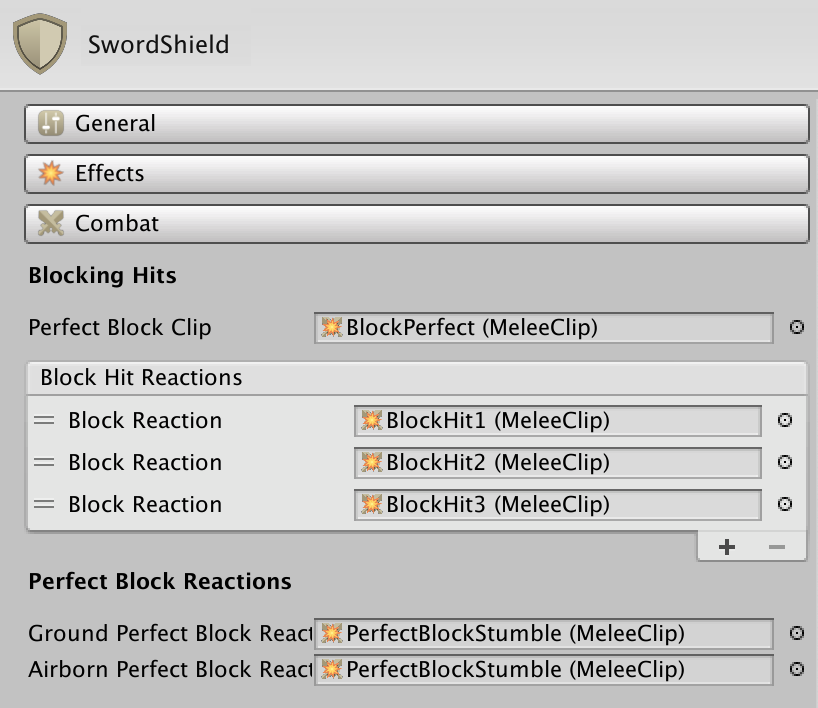 SwordShield
General
Effects
Combat
Blocking Hits
Perfect Block Clip BlockPerfect (MeleeClip)
Block Hit Reactions
Block Reaction BlockHit1 (MeleeClip)
Block Reaction BlockHit2 (MeleeClip)
Block Reaction BlockHit3 (MeleeClip)
+ −
Perfect Block Reactions
Ground Perfect Block React PerfectBlockStumble (MeleeClip)
Airborn Perfect Block React PerfectBlockStumble (MeleeClip)